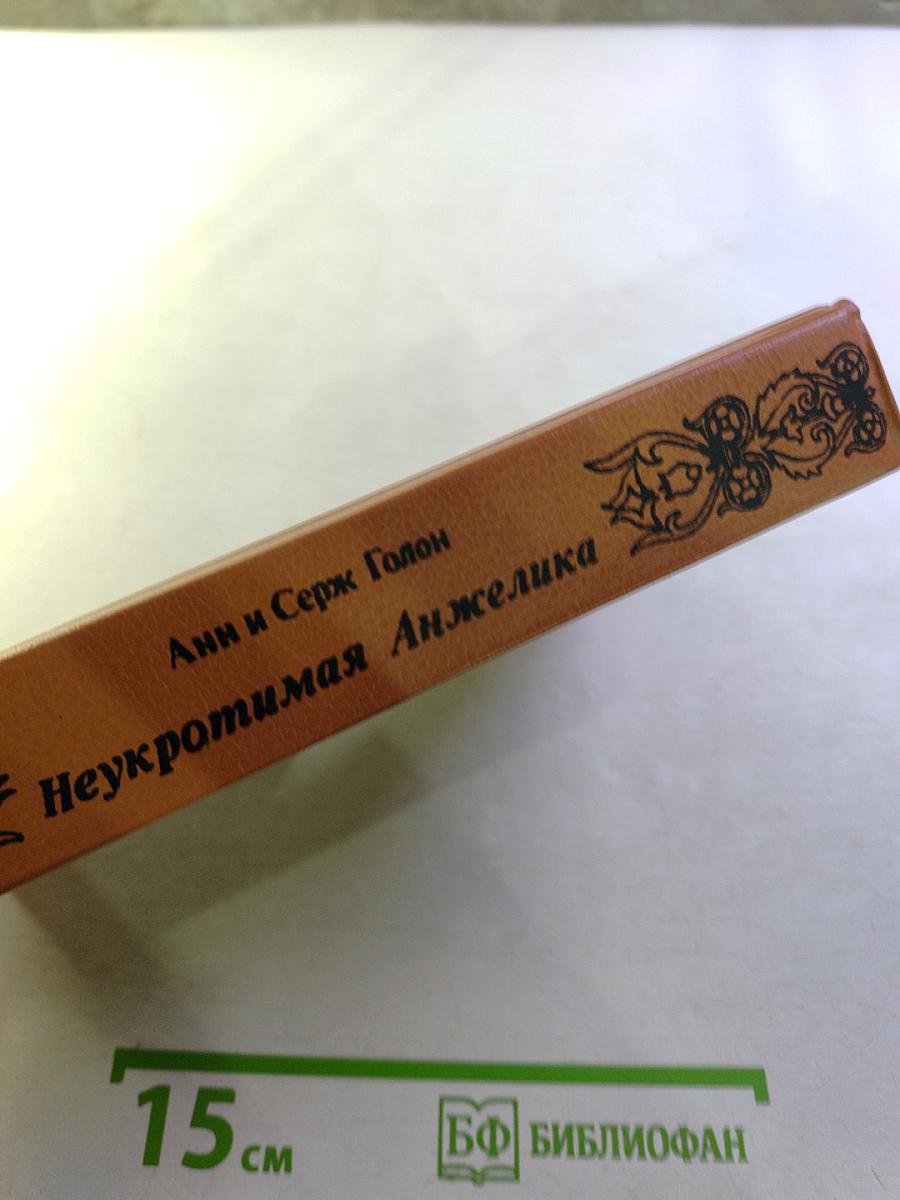 Анн и Серж Голон
Неукротимая Анжелика
15 см
БФ БИБЛИОФАН